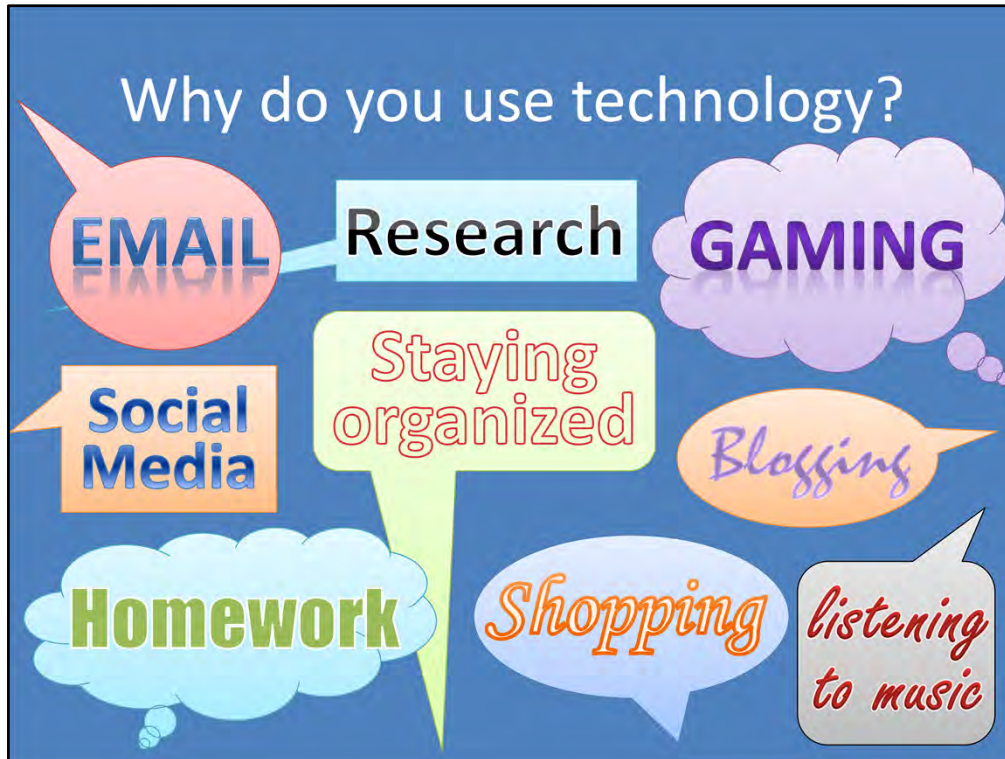 Why do you use technology?
EMAIL
Research
GAMING
Staying
organized
Social
Media
Blogging
Homework
Shopping
listening
to music